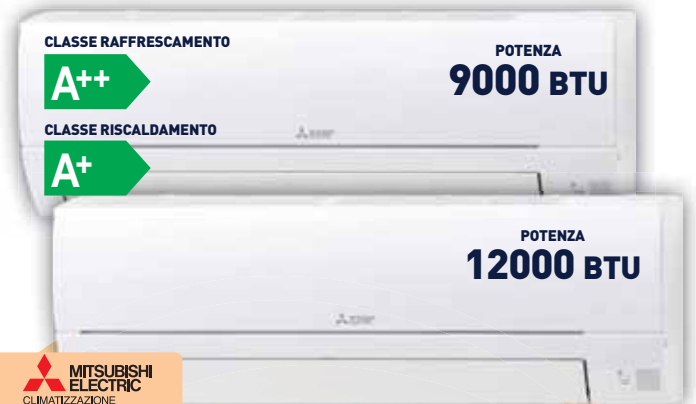 CLASSE RAFFRESCAMENTO
A++
CLASSE RISCALDAMENTO
A+
POTENZA
9000 BTU
POTENZA
12000 BTU
MITSUBISHI
ELECTRIC
CLIMATIZZAZIONE